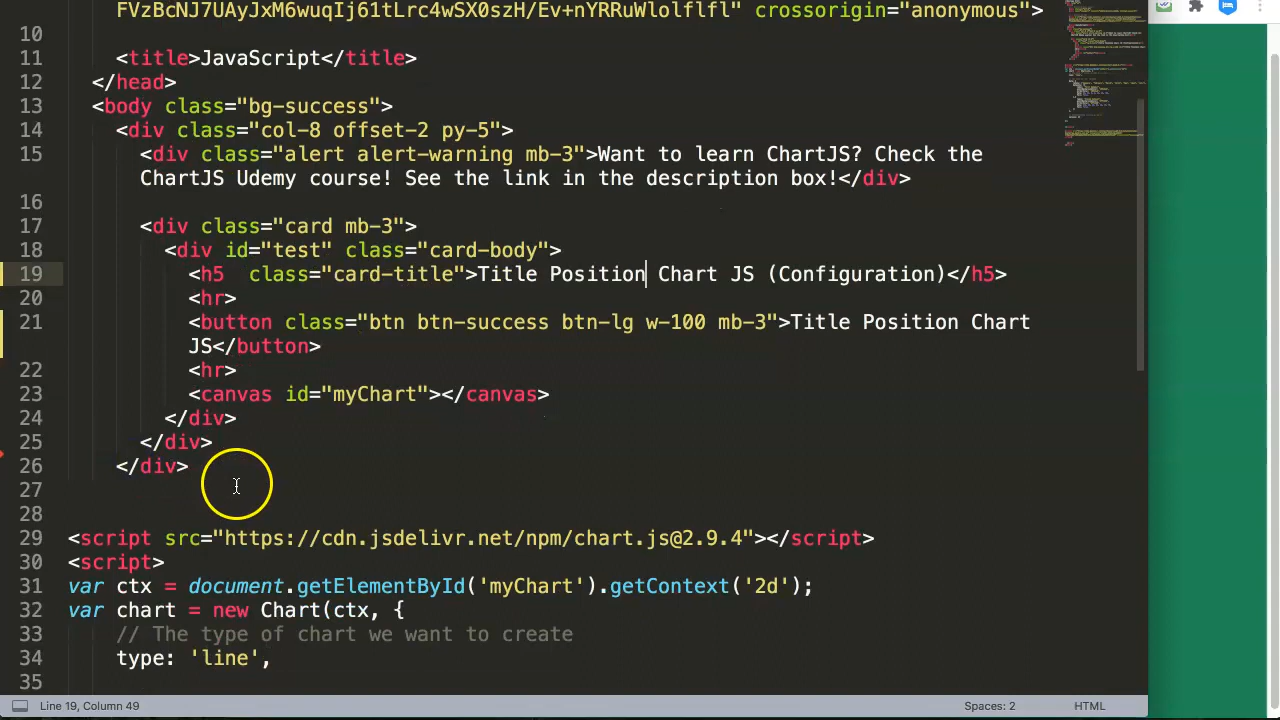 FVzBcNJ7UAyJxM6wuqIj61tLrc4wSX0szH/Ev+nYRRuWlolflfl" crossorigin="anonymous">
10
11 <title>JavaScript</title>
12 </head>
13 <body class="bg-success">
14 <div class="col-8 offset-2 py-5">
15 <div class="alert alert-warning mb-3">Want to learn ChartJS? Check the
ChartJS Udemy course! See the link in the description box!</div>
16
17 <div class="card mb-3">
18 <div id="test" class="card-body">
19 <h5  class="card-title">Title Position Chart JS (Configuration)</h5>
20 <hr>
21 <button class="btn btn-success btn-lg w-100 mb-3">Title Position Chart
JS</button>
22 <hr>
23 <canvas id="myChart"></canvas>
24 </div>
25 </div>
26 </div>
27
28
29 <script src="https://cdn.jsdelivr.net/npm/chart.js@2.9.4"></script>
30 <script>
31 var ctx = document.getElementById('myChart').getContext('2d');
32 var chart = new Chart(ctx, {
33 // The type of chart we want to create
34 type: 'line',
35
Line 19, Column 49 Spaces: 2 HTML